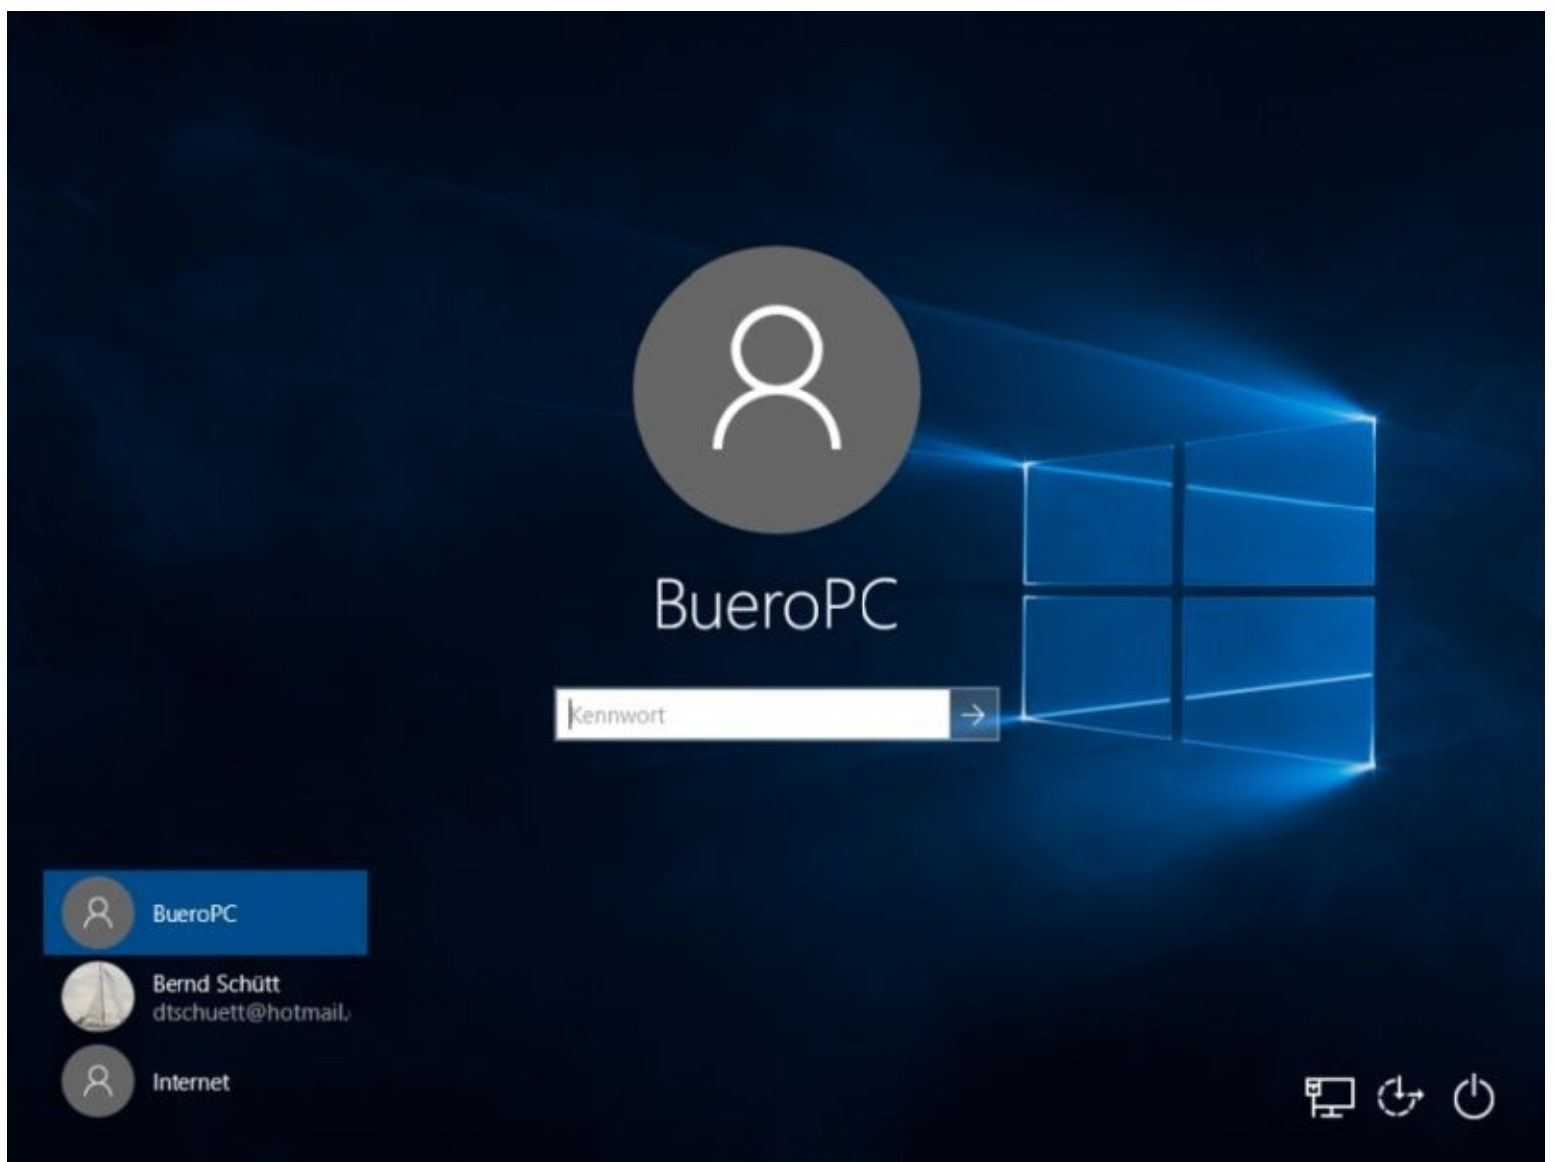 BueroPC
Kennwort
BueroPC
Bernd Schütt
dtschuett@hotmail.
Internet